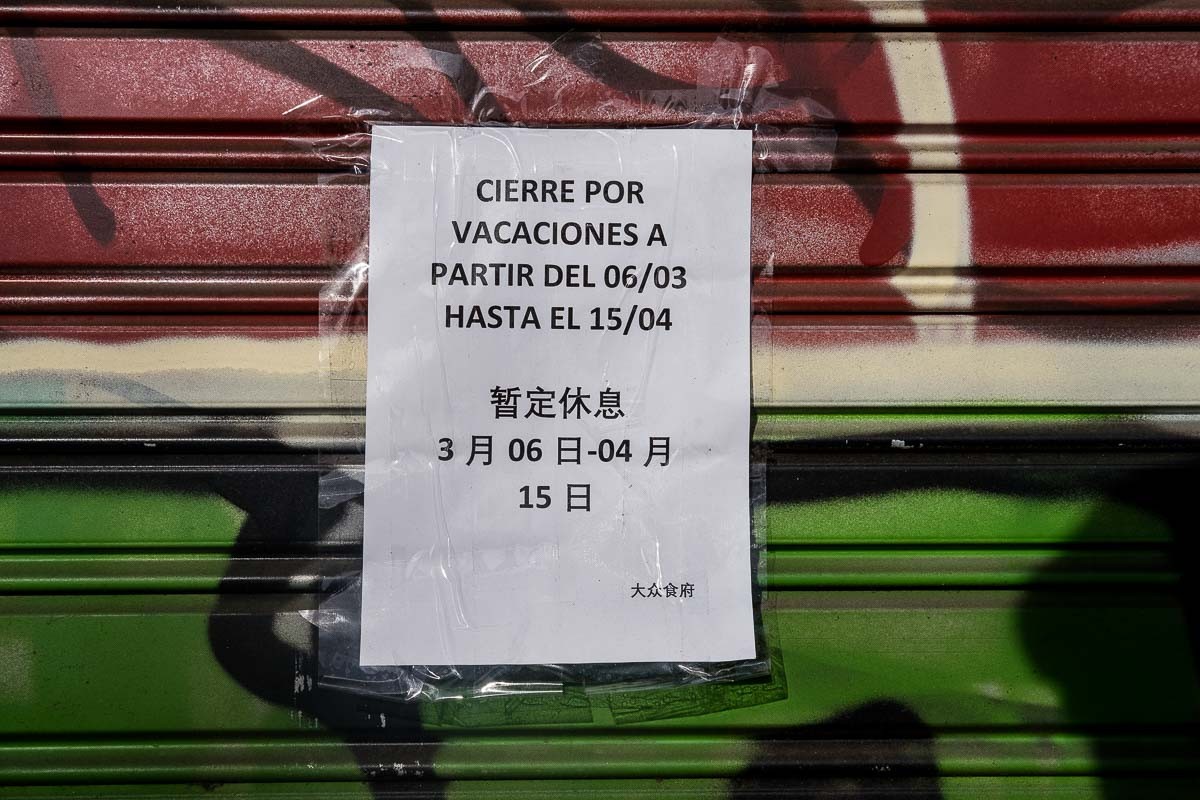 CIERRE POR
VACACIONES A
PARTIR DEL 06/03
HASTA EL 15/04
暂定休息
3 月 06 日-04 月
15 日
大众食府